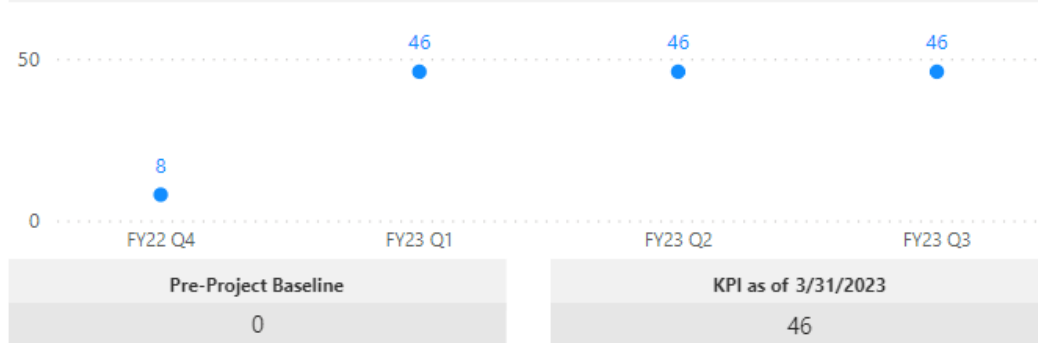 46 46 46
50
8
0
FY22 Q4 FY23 Q1 FY23 Q2 FY23 Q3
Pre-Project Baseline KPI as of 3/31/2023
0 46